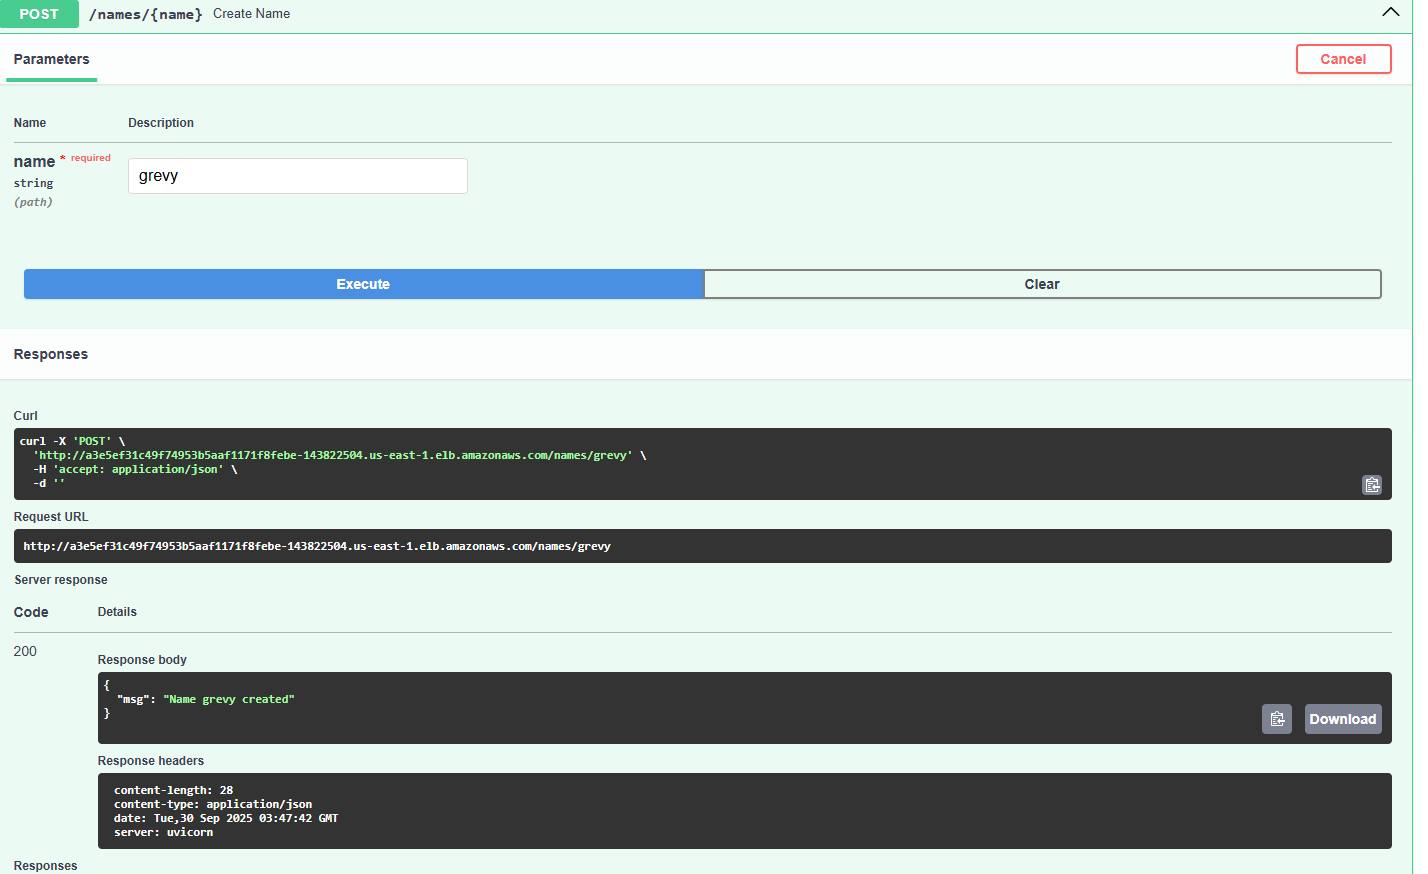 POST /names/{name} Create Name
Parameters
Cancel
Name Description
name * required
string
(path)
grevy
Execute
Clear
Responses
Curl
curl -X 'POST' \
'http://a3e5ef31c49f74953b5aaf1171f8febe-143822504.us-east-1.elb.amazonaws.com/names/grevy' \
-H 'accept: application/json' \
-d ''
Request URL
http://a3e5ef31c49f74953b5aaf1171f8febe-143822504.us-east-1.elb.amazonaws.com/names/grevy
Server response
Code Details
200
Response body
{
"msg": "Name grevy created"
}
Download
Response headers
content-length: 28
content-type: application/json
date: Tue,30 Sep 2025 03:47:42 GMT
server: uvicorn
Responses